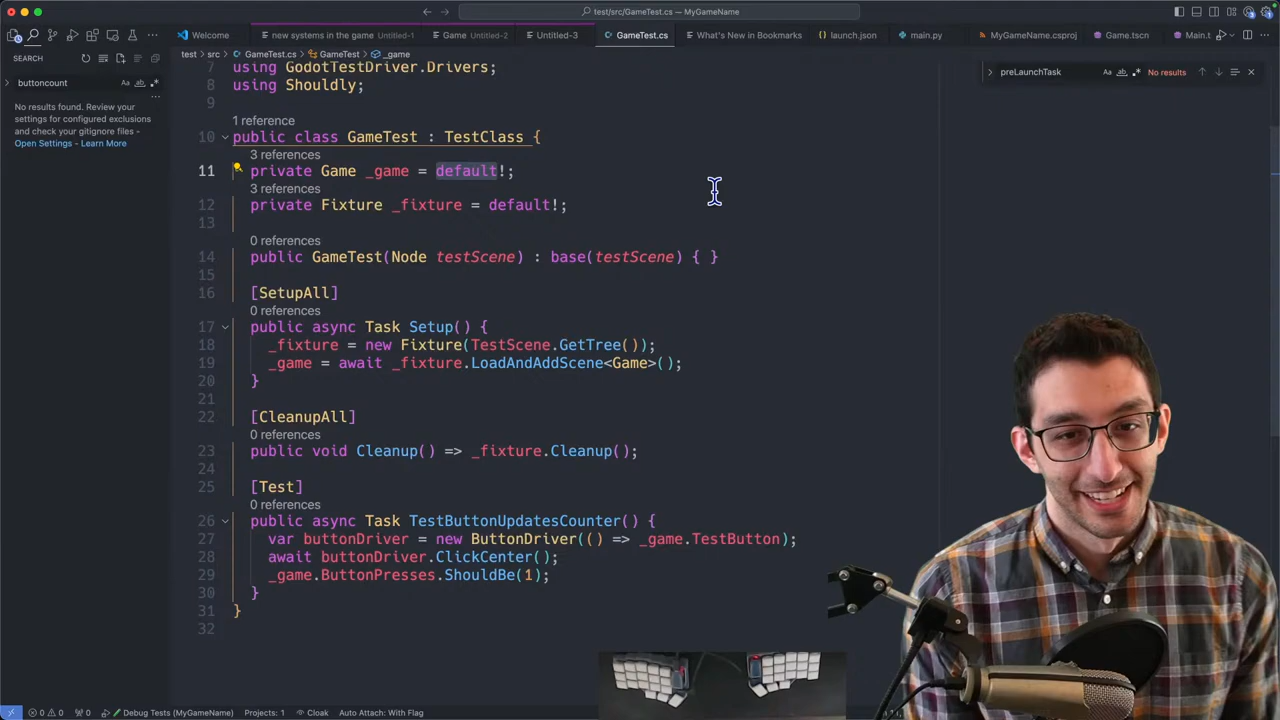 test/src/GameTest.cs — MyGameName
Welcome
new systems in the game Untitled-1
Game Untitled-2
Untitled-3
GameTest.cs
What's New in Bookmarks
launch.json
main.py
MyGameName.csproj
Game.tscn
Main.t
SEARCH
test > src > GameTest.cs > GameTest > _game
buttoncount
Aa ab .*
No results found. Review your
settings for configured exclusions
and check your gitignore files -
Open Settings - Learn More
preLaunchTask
Aa ab .*
No results
7 using GodotTestDriver.Drivers;
8 using Shouldly;
9
1 reference
10 public class GameTest : TestClass {
3 references
11 private Game _game = default!;
3 references
12 private Fixture _fixture = default!;
13
0 references
14 public GameTest(Node testScene) : base(testScene) { }
15
16 [SetupAll]
0 references
17 public async Task Setup() {
18 _fixture = new Fixture(TestScene.GetTree());
19 _game = await _fixture.LoadAndAddScene<Game>();
20 }
21
22 [CleanupAll]
0 references
23 public void Cleanup() => _fixture.Cleanup();
24
25 [Test]
0 references
26 public async Task TestButtonUpdatesCounter() {
27 var buttonDriver = new ButtonDriver(() => _game.TestButton);
28 await buttonDriver.ClickCenter();
29 _game.ButtonPresses.ShouldBe(1);
30 }
31 }
32
0 0 Debug Tests (MyGameName) Projects: 1 Cloak Auto Attach: With Flag